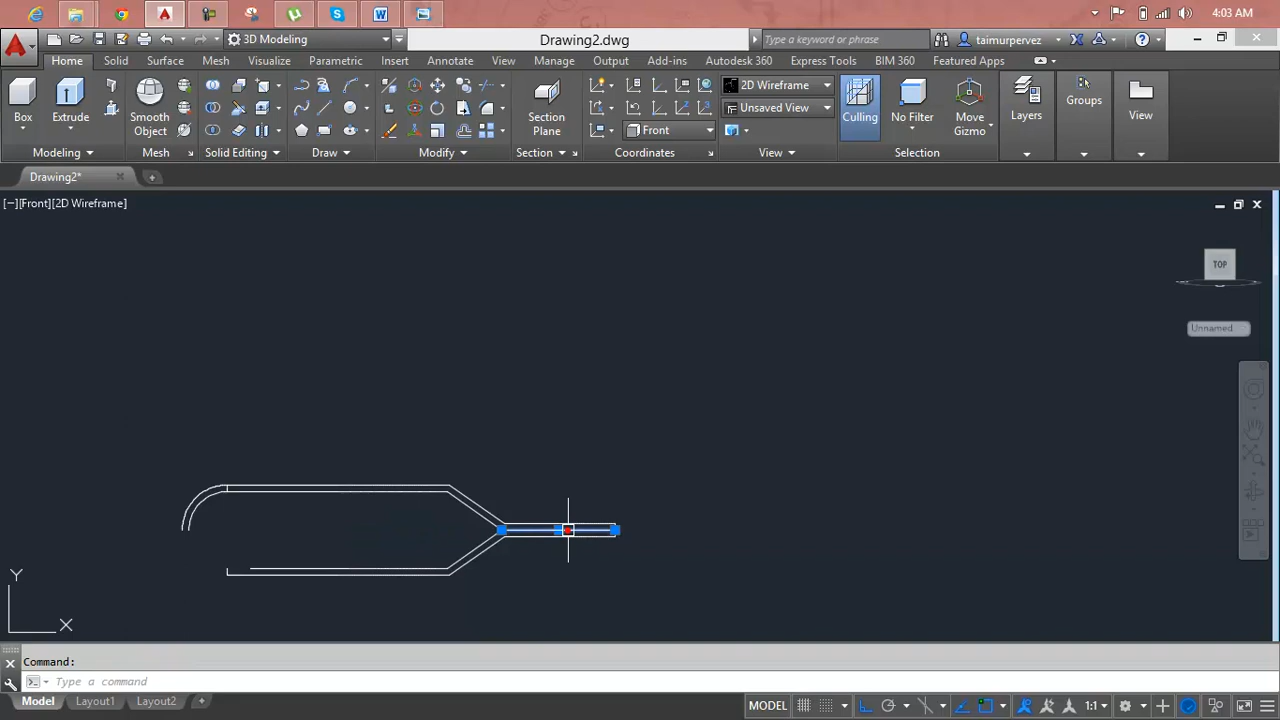 4:03 AM
3D Modeling
Drawing2.dwg
Type a keyword or phrase
taimurpervez
Home Solid Surface Mesh Visualize Parametric Insert Annotate View Manage Output Add-ins Autodesk 360 Express Tools BIM 360 Featured Apps
2D Wireframe
Unsaved View
Front
Box Extrude Smooth Object Section Plane Culling No Filter Move Gizmo Layers Groups View
Modeling Mesh Solid Editing Draw Modify Section Coordinates View Selection
Drawing2*
[−][Front][2D Wireframe]
TOP
Unnamed
Y
X
Command:
Type a command
Model Layout1 Layout2
MODEL 1:1